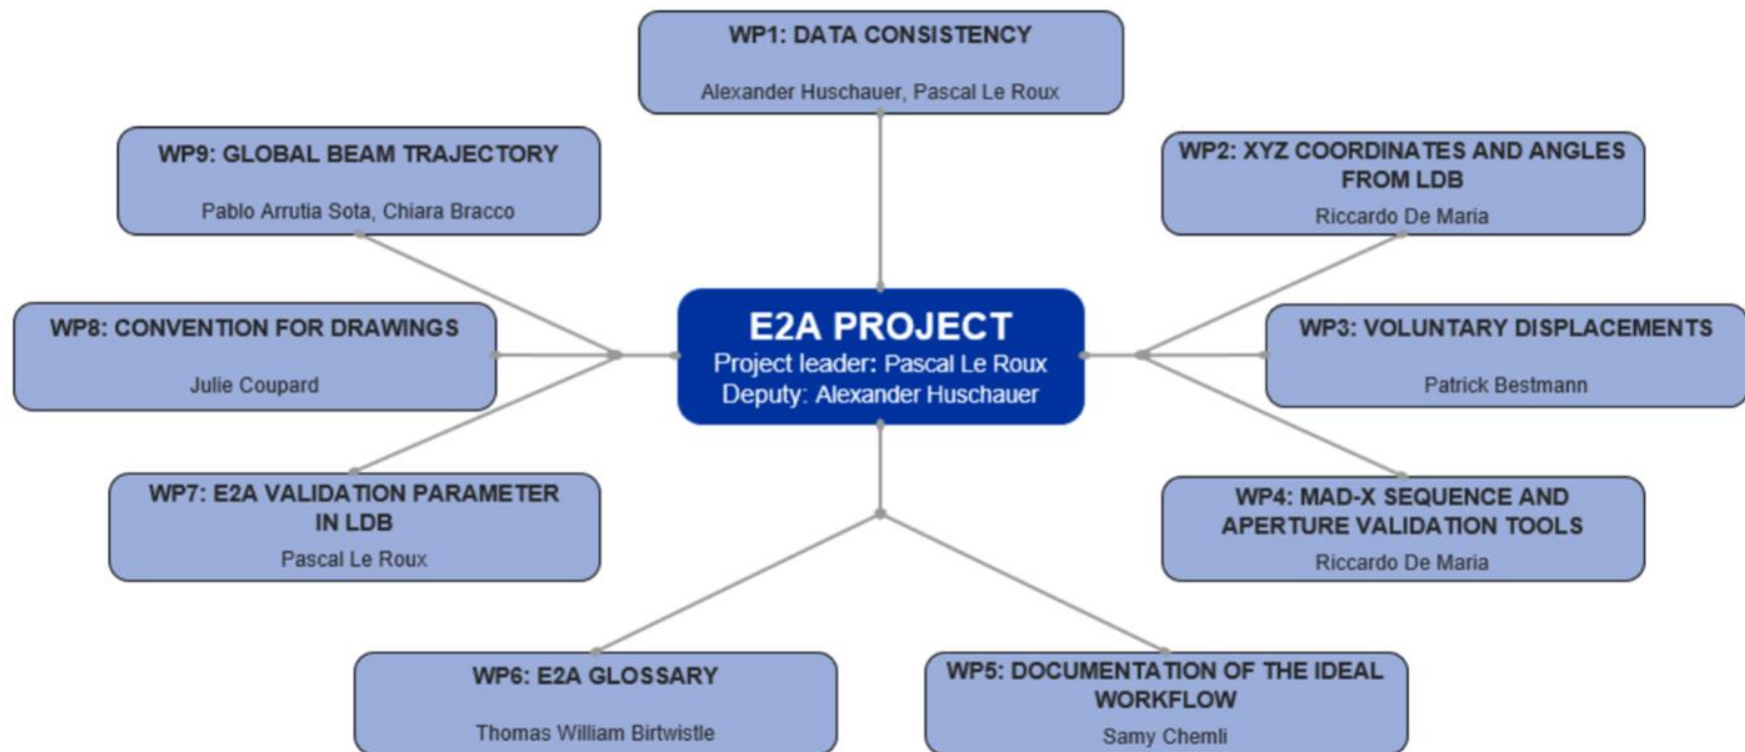 WP1: DATA CONSISTENCY
Alexander Huschauer, Pascal Le Roux
WP9: GLOBAL BEAM TRAJECTORY
Pablo Arrutia Sota, Chiara Bracco
WP2: XYZ COORDINATES AND ANGLES
FROM LDB
Riccardo De Maria
WP8: CONVENTION FOR DRAWINGS
Julie Coupard
E2A PROJECT
Project leader: Pascal Le Roux
Deputy: Alexander Huschauer
WP3: VOLUNTARY DISPLACEMENTS
Patrick Bestmann
WP7: E2A VALIDATION PARAMETER
IN LDB
Pascal Le Roux
WP4: MAD-X SEQUENCE AND
APERTURE VALIDATION TOOLS
Riccardo De Maria
WP6: E2A GLOSSARY
Thomas William Birtwistle
WP5: DOCUMENTATION OF THE IDEAL
WORKFLOW
Samy Chemli